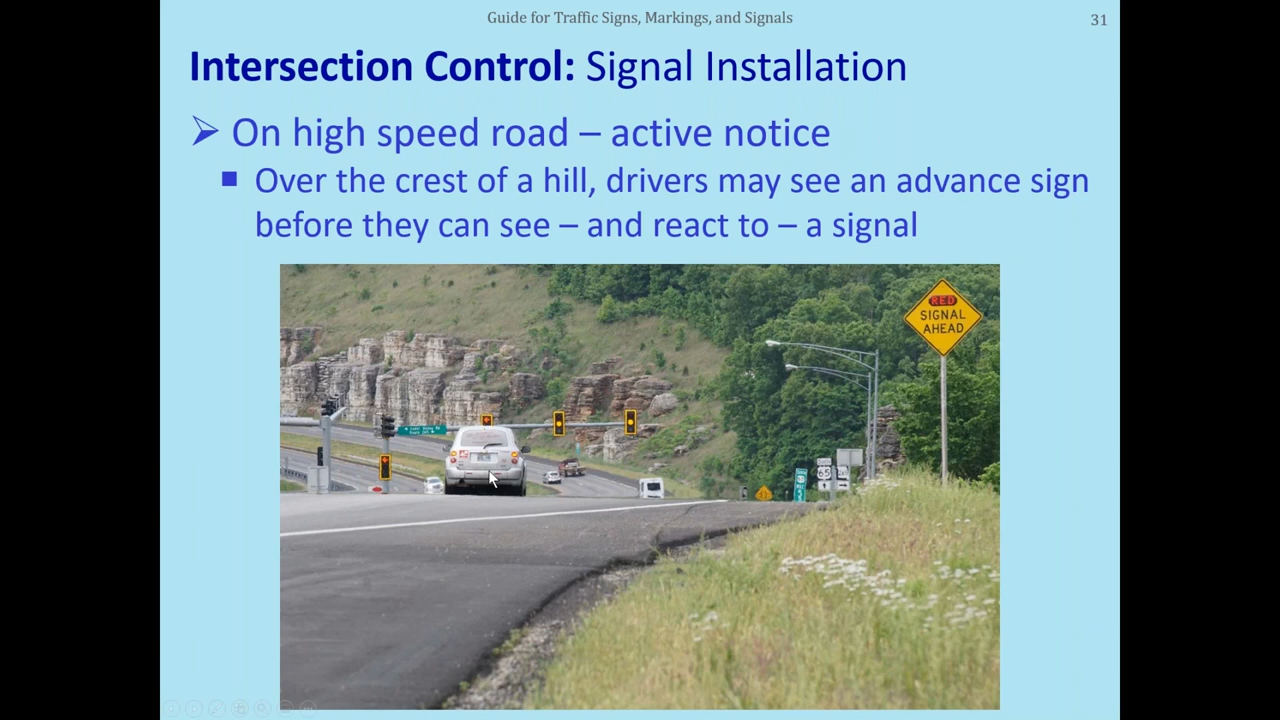 Guide for Traffic Signs, Markings, and Signals
31
Intersection Control: Signal Installation
➢ On high speed road – active notice
■ Over the crest of a hill, drivers may see an advance sign
before they can see – and react to – a signal
RED
SIGNAL
AHEAD
65